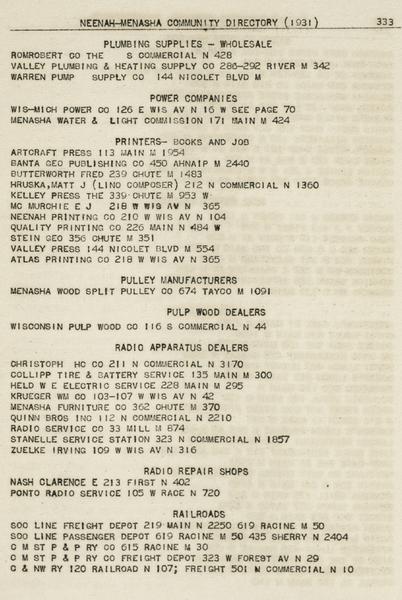 NEENAH-MENASHA COMMUNITY DIRECTORY (1931) 333
PLUMBING SUPPLIES - WHOLESALE
ROMROBERT CO THE S COMMERCIAL N 428
VALLEY PLUMBING & HEATING SUPPLY CO 286-292 RIVER M 342
WARREN PUMP SUPPLY CO 144 NICOLET BLVD M
POWER COMPANIES
WIS-MICH POWER CO 126 E WIS AV N 16 W SEE PAGE 70
MENASHA WATER & LIGHT COMMISSION 171 MAIN M 424
PRINTERS- BOOKS AND JOB
ARTCRAFT PRESS 113 MAIN M 1954
BANTA GEO PUBLISHING CO 450 AHNAIP M 2440
BUTTERWORTH FRED 239 CHUTE M 1483
HRUSKA,MATT J (LINO COMPOSER) 212 N COMMERCIAL N 1360
KELLEY PRESS THE 339 CHUTE M 953 W
MC MURCHIE E J 218 W WIS AV N 365
NEENAH PRINTING CO 210 W WIS AV N 104
QUALITY PRINTING CO 226 MAIN N 484 W
STEIN GEO 356 CHUTE M 351
VALLEY PRESS 144 NICOLET BLVD M 554
ATLAS PRINTING CO 218 W WIS AV N 365
PULLEY MANUFACTURERS
MENASHA WOOD SPLIT PULLEY CO 674 TAYCO M 1091
PULP WOOD DEALERS
WISCONSIN PULP WOOD CO 116 S COMMERCIAL N 44
RADIO APPARATUS DEALERS
CHRISTOPH HC CO 211 N COMMERCIAL N 3170
COLLIPP TIRE & BATTERY SERVICE 135 MAIN M 300
HELD W E ELECTRIC SERVICE 228 MAIN M 295
KRUEGER WM CO 103-107 W WIS AV N 42
MENASHA FURNITURE CO 362 CHUTE M 370
QUINN BROS INC 112 N COMMERCIAL N 2210
RADIO SERVICE CO 33 MILL M 874
STANELLE SERVICE STATION 323 N COMMERCIAL N 1857
ZUELKE IRVING 109 W WIS AV N 316
RADIO REPAIR SHOPS
NASH CLARENCE E 213 FIRST N 402
PONTO RADIO SERVICE 105 W RACE N 720
RAILROADS
SOO LINE FREIGHT DEPOT 219 MAIN N 2250 619 RACINE M 50
SOO LINE PASSENGER DEPOT 619 RACINE M 50 435 SHERRY N 2404
C M ST P & P RY CO 615 RACINE M 30
C M ST P & P RY CO FREIGHT DEPOT 323 W FOREST AV N 29
C & NW RY 120 RAILROAD N 107; FREIGHT 501 N COMMERCIAL N 10